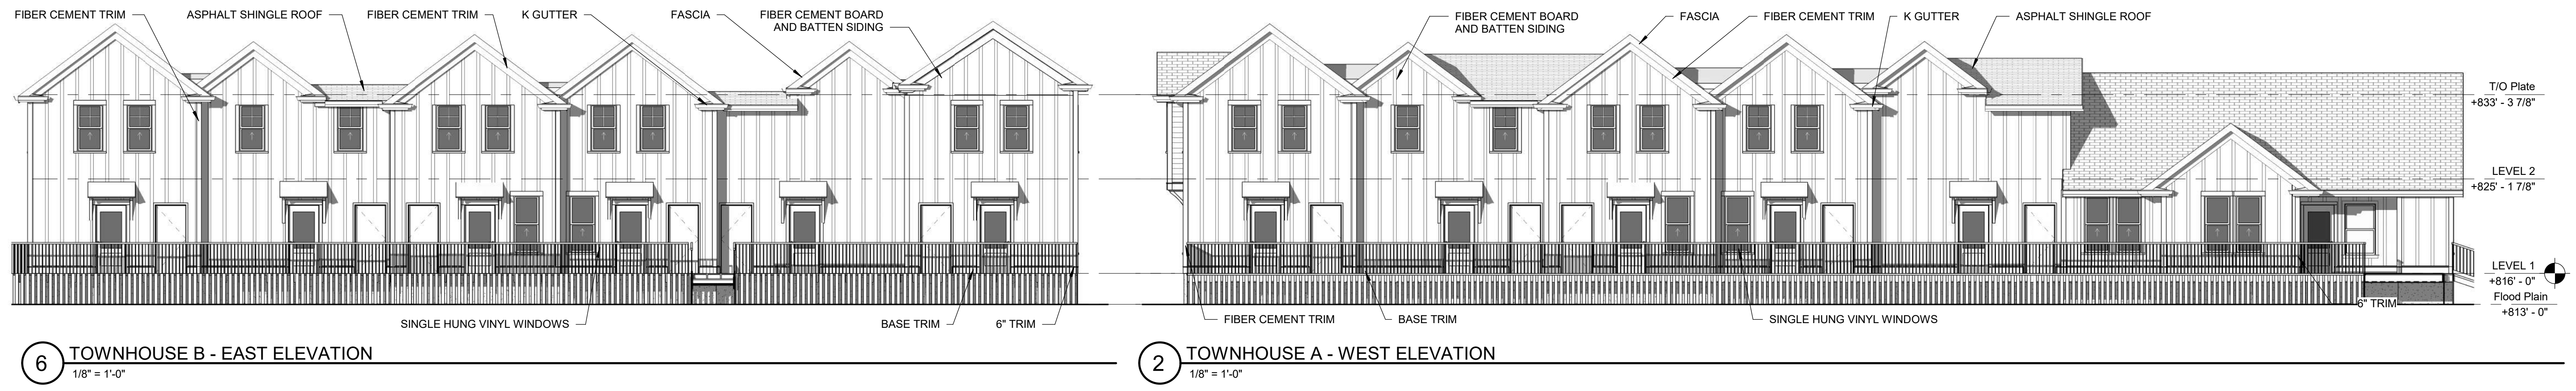 FIBER CEMENT TRIM
ASPHALT SHINGLE ROOF
FIBER CEMENT TRIM
K GUTTER
FASCIA
FIBER CEMENT BOARD
AND BATTEN SIDING
FIBER CEMENT BOARD
AND BATTEN SIDING
FASCIA
FIBER CEMENT TRIM
K GUTTER
ASPHALT SHINGLE ROOF
T/O Plate
+833' - 3 7/8"
LEVEL 2
+825' - 1 7/8"
LEVEL 1
+816' - 0"
Flood Plain
+813' - 0"
SINGLE HUNG VINYL WINDOWS
BASE TRIM
6" TRIM
FIBER CEMENT TRIM
BASE TRIM
SINGLE HUNG VINYL WINDOWS
6" TRIM
6
TOWNHOUSE B - EAST ELEVATION
1/8" = 1'-0"
2
TOWNHOUSE A - WEST ELEVATION
1/8" = 1'-0"